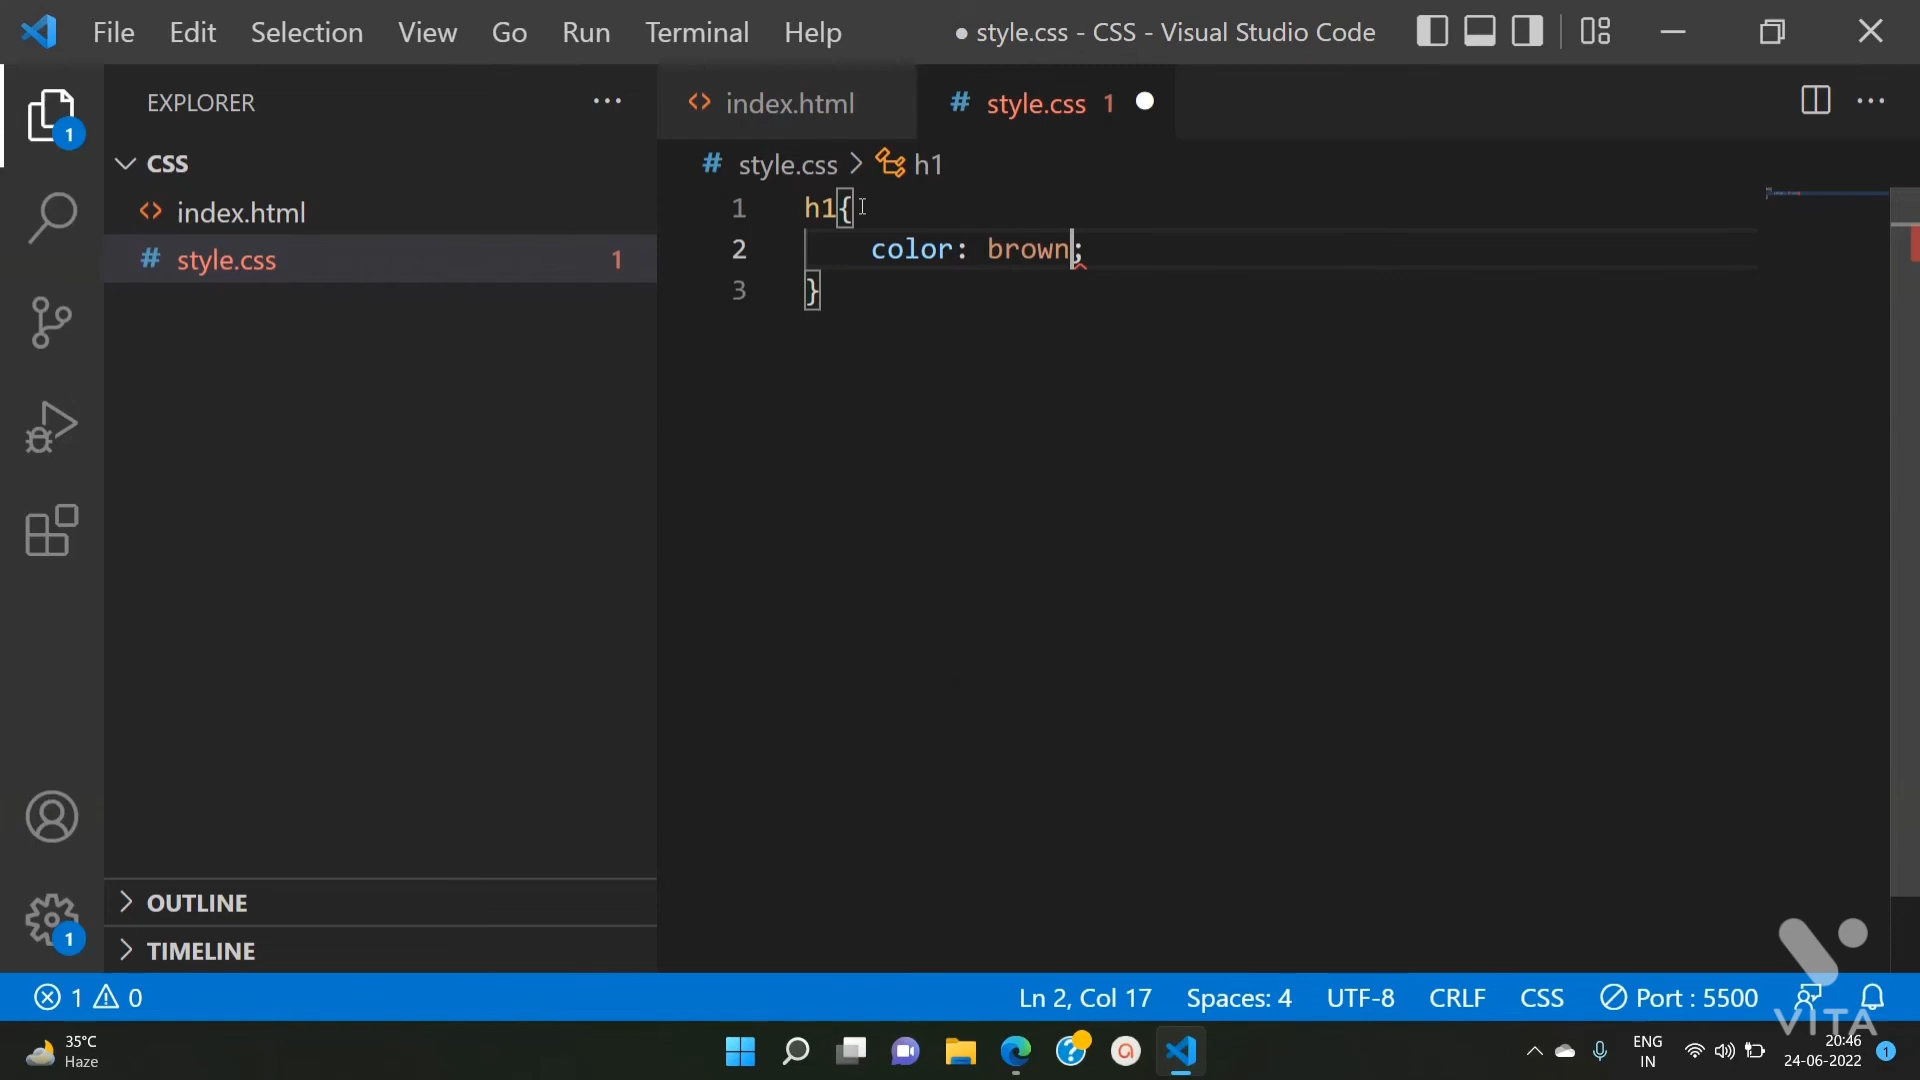 File Edit Selection View Go Run Terminal Help ● style.css - CSS - Visual Studio Code
EXPLORER ...
index.html # style.css 1
CSS
# style.css > h1
index.html
# style.css 1
1 h1{
2 color: brown;
3 }
1
OUTLINE
TIMELINE
1
1 0 Ln 2, Col 17 Spaces: 4 UTF-8 CRLF CSS Port : 5500
VITA
35°C
Haze
ENG
IN
20:46
24-06-2022
1